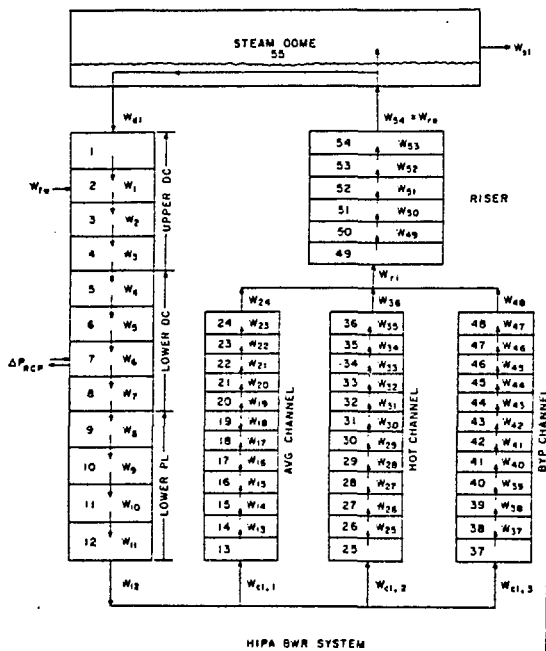 STEAM DOME
55
W_s1
W_d1
W_54 = W_re
1
2 W_1
3 W_2
4 W_3
5 W_4
6 W_5
7 W_6
8 W_7
9 W_8
10 W_9
11 W_10
12 W_11
W_fw
ΔP_RCP
UPPER DC
LOWER DC
LOWER PL
54 W_53
53 W_52
52 W_51
51 W_50
50 W_49
49
RISER
W_ri
W_24
W_36
W_48
24 W_23
23 W_22
22 W_21
21 W_20
20 W_19
19 W_18
18 W_17
17 W_16
16 W_15
15 W_14
14 W_13
13
AVG CHANNEL
36 W_35
35 W_34
34 W_33
33 W_32
32 W_31
31 W_30
30 W_29
29 W_28
28 W_27
27 W_26
26 W_25
25
HOT CHANNEL
48 W_47
47 W_46
46 W_45
45 W_44
44 W_43
43 W_42
42 W_41
41 W_40
40 W_39
39 W_38
38 W_37
37
BYP CHANNEL
W_12
W_c1,1
W_c1,2
W_c1,3
HIPA BWR SYSTEM